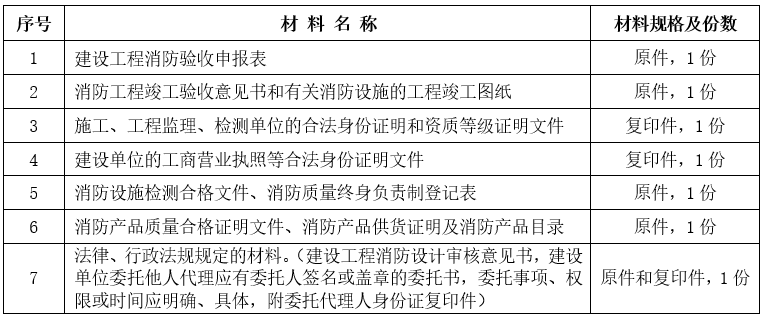 序号 材 料 名 称 材料规格及份数
1 建设工程消防验收申报表 原件，1 份
2 消防工程竣工验收意见书和有关消防设施的工程竣工图纸 原件，1 份
3 施工、工程监理、检测单位的合法身份证明和资质等级证明文件 复印件，1 份
4 建设单位的工商营业执照等合法身份证明文件 复印件，1 份
5 消防设施检测合格文件、消防质量终身负责制登记表 原件，1 份
6 消防产品质量合格证明文件、消防产品供货证明及消防产品目录 原件，1 份
法律、行政法规规定的材料。（建设工程消防设计审核意见书，建设
7 单位委托他人代理应有委托人签名或盖章的委托书，委托事项、权 原件和复印件，1 份
限或时间应明确、具体，附委托代理人身份证复印件）